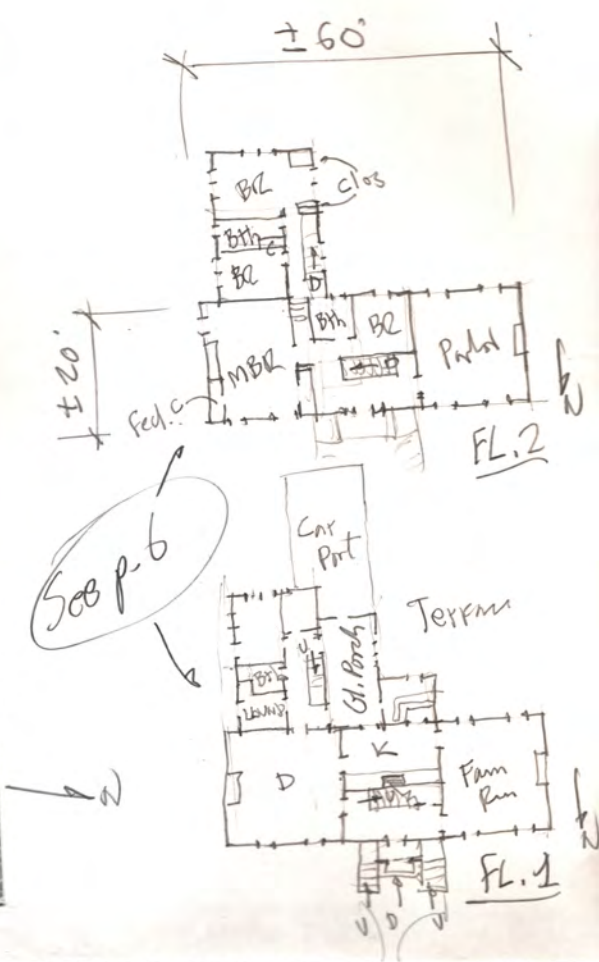 ± 60'
BR
Clos
Bth
C
BR
D
Bth
BR
Parlor
± 20'
MBR
Fed.
N
FL. 2
See p. 6
Car
Port
Terrace
Gl. Porch
U
Bth
LAUND
K
D
Fam
Rm
N
N
FL. 1
U D U